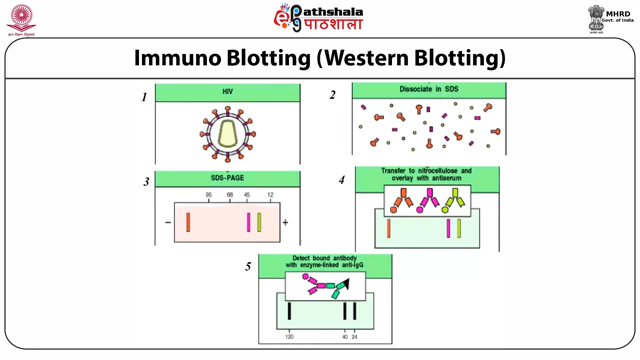 Pathshala
पाठशाला
MHRD
Govt. of India
Immuno Blotting (Western Blotting)
1
HIV
2
Dissociate in SDS
3
SDS-PAGE
95 68 45 12
− +
4
Transfer to nitrocellulose and
overlay with antiserum
5
Detect bound antibody
with enzyme-linked anti-IgG
120 40 24